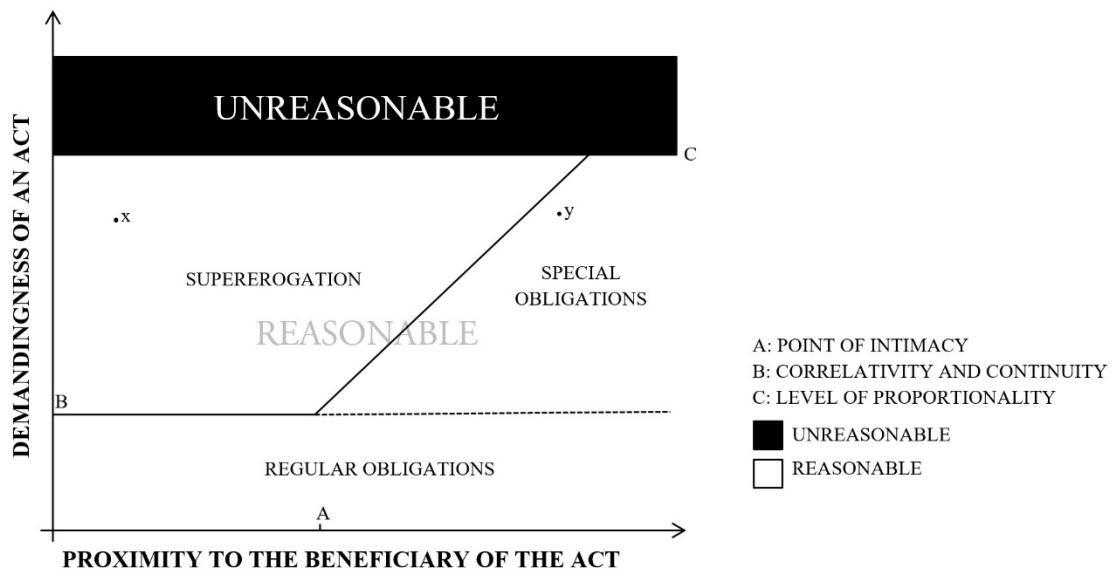 UNREASONABLE
C
x
y
SUPEREROGATION
SPECIAL
OBLIGATIONS
REASONABLE
B
REGULAR OBLIGATIONS
A
DEMANDINGNESS OF AN ACT
PROXIMITY TO THE BENEFICIARY OF THE ACT
A: POINT OF INTIMACY
B: CORRELATIVITY AND CONTINUITY
C: LEVEL OF PROPORTIONALITY
UNREASONABLE
REASONABLE